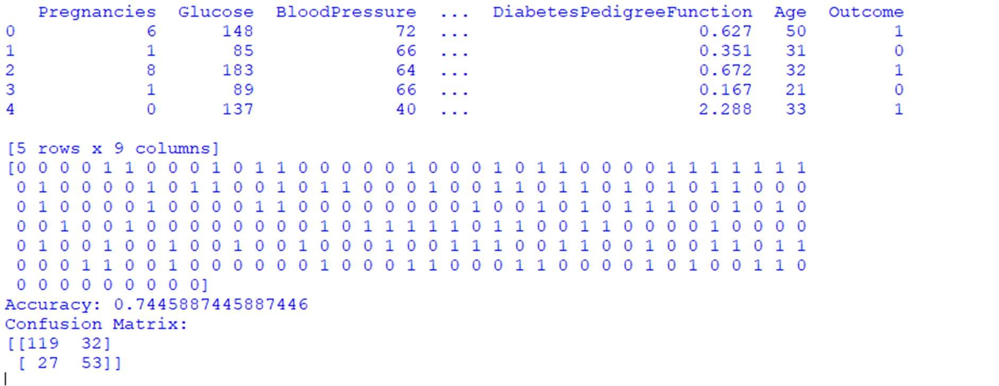 Pregnancies  Glucose  BloodPressure  ...  DiabetesPedigreeFunction  Age  Outcome
0            6      148             72  ...                     0.627   50        1
1            1       85             66  ...                     0.351   31        0
2            8      183             64  ...                     0.672   32        1
3            1       89             66  ...                     0.167   21        0
4            0      137             40  ...                     2.288   33        1
[5 rows x 9 columns]
[0 0 0 0 1 1 0 0 0 1 0 1 1 0 0 0 0 0 1 0 0 0 1 0 1 1 0 0 0 0 1 1 1 1 1 1 1
0 1 0 0 0 0 1 0 1 1 0 0 1 0 1 1 0 0 0 1 0 0 1 1 0 1 1 0 1 0 1 0 1 1 0 0 0
0 1 0 0 0 0 1 0 0 0 0 1 1 0 0 0 0 0 0 0 0 1 0 0 1 0 1 0 1 1 1 0 0 1 0 1 0
0 0 1 0 0 1 0 0 0 0 0 0 0 0 1 0 1 1 1 1 1 0 1 1 0 0 1 1 0 0 0 0 1 0 0 0 0
0 1 0 0 1 0 0 1 0 0 1 0 0 1 0 0 0 1 0 0 1 1 1 0 0 1 1 0 0 1 0 0 1 1 0 1 1
0 0 0 1 1 0 0 1 0 0 0 0 0 0 1 0 0 0 1 1 0 0 0 1 1 0 0 0 0 1 0 1 0 0 1 1 0
0 0 0 0 0 0 0 0 0]
Accuracy: 0.7445887445887446
Confusion Matrix:
[[119  32]
[ 27  53]]